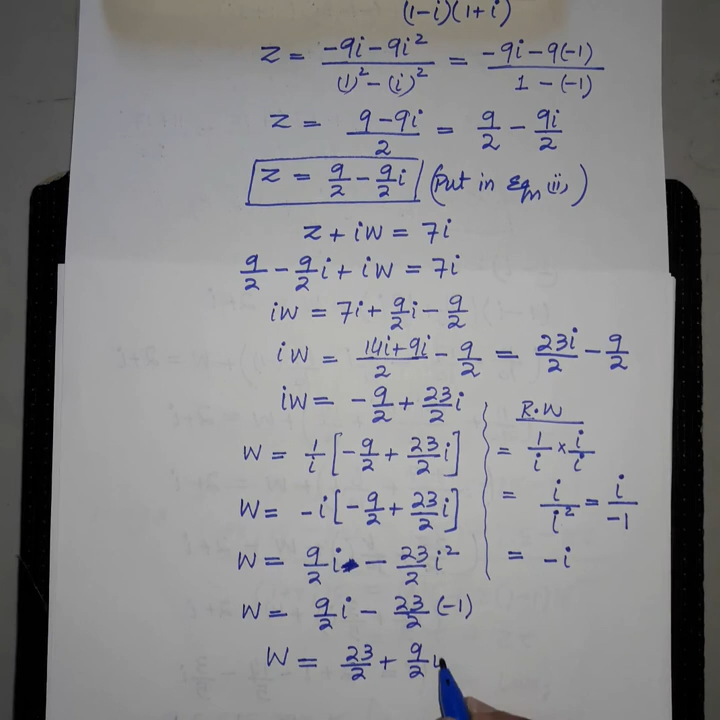 (1-i)(1+i)
Z = -9i-9i² / (1)²-(i)² = -9i-9(-1) / 1-(-1)
Z = 9-9i / 2 = 9/2 - 9i/2
Z = 9/2 - 9/2 i (Put in Eqn (ii))
Z + iW = 7i
9/2 - 9/2 i + iW = 7i
iW = 7i + 9/2 i - 9/2
iW = 14i+9i / 2 - 9/2 = 23i/2 - 9/2
iW = -9/2 + 23/2 i
W = 1/i [-9/2 + 23/2 i]
W = -i[-9/2 + 23/2 i]
W = 9/2 i - 23/2 i²
W = 9/2 i - 23/2 (-1)
W = 23/2 + 9/2 i
R.W
= 1/i × i/i
= i/i² = i/-1
= -i